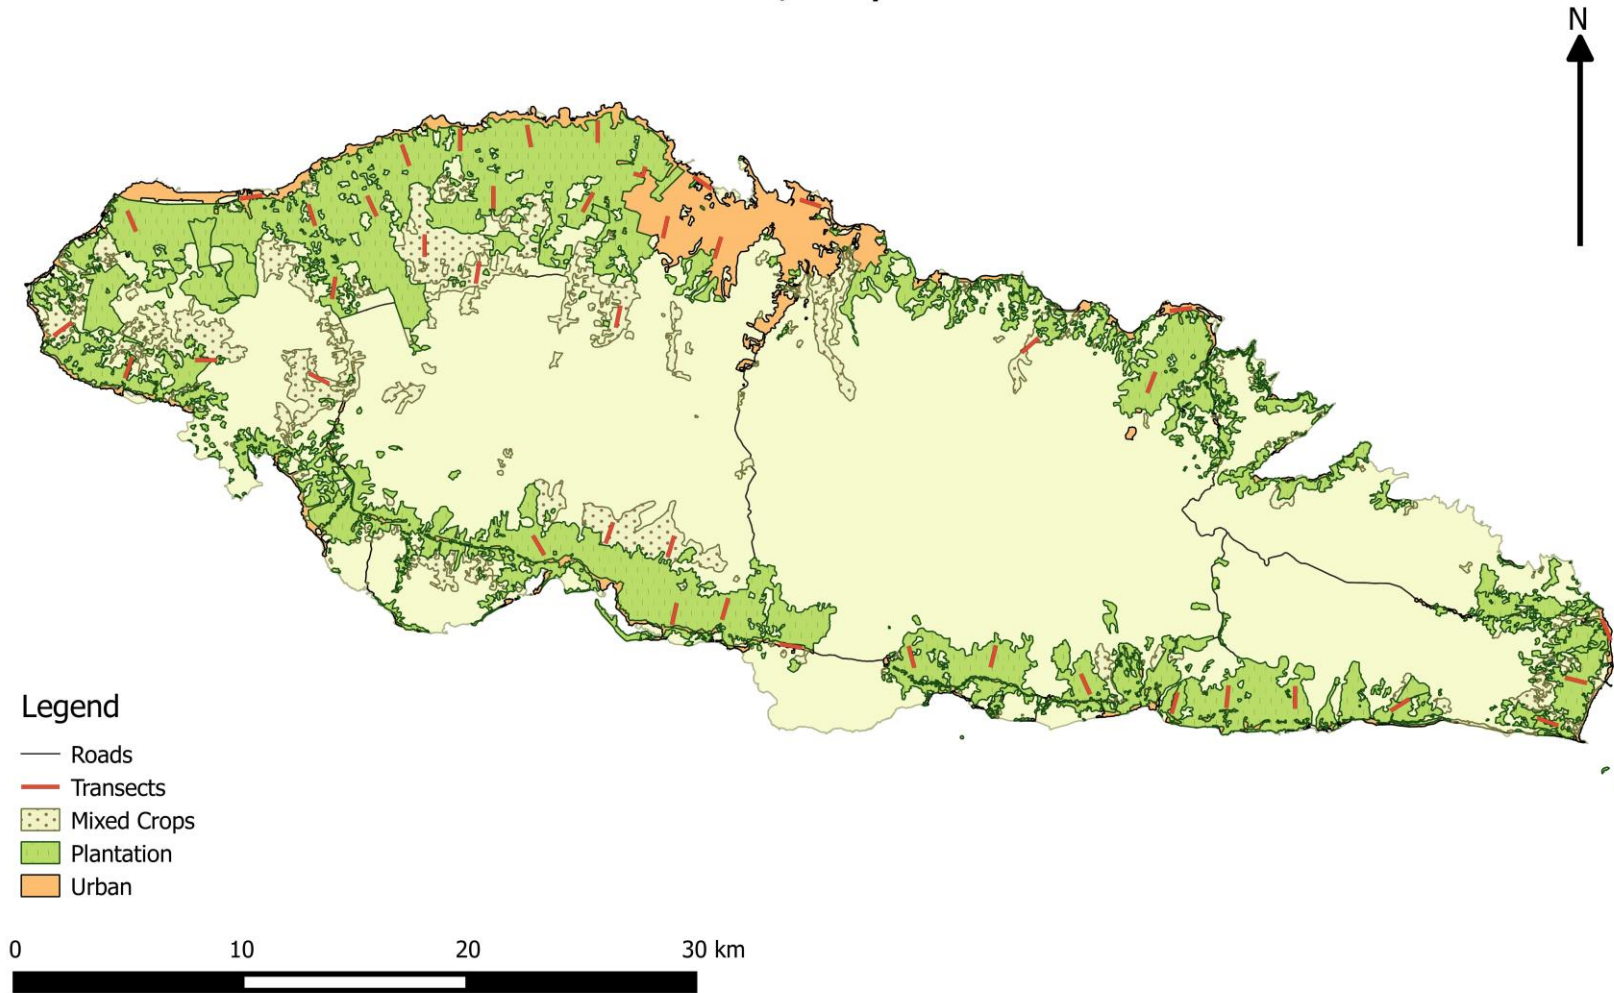 N
Legend
Roads
Transects
Mixed Crops
Plantation
Urban
0 10 20 30 km